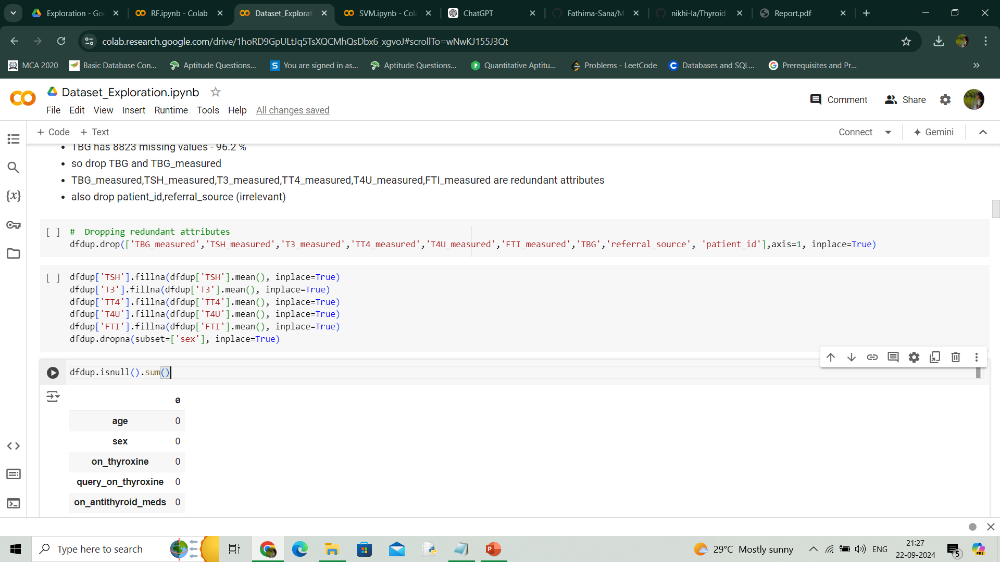 Exploration - Goo
RF.ipynb - Colab
Dataset_Explorat
SVM.ipynb - Cola
ChatGPT
Fathima-Sana/M
nikhi-la/Thyroid_
Report.pdf
colab.research.google.com/drive/1hoRD9GpULtJq5TsXQCMhQsDbx6_xgvoJ#scrollTo=wNwKJ155J3Qt
MCA 2020
Basic Database Con...
Aptitude Questions...
You are signed in as...
Aptitude Questions...
Quantitative Aptitu...
Problems - LeetCode
Databases and SQL...
Prerequisites and Pr...
Dataset_Exploration.ipynb
Comment
Share
File Edit View Insert Runtime Tools Help All changes saved
+ Code + Text
Connect
Gemini
• TBG has 8823 missing values - 96.2 %
• so drop TBG and TBG_measured
• TBG_measured,TSH_measured,T3_measured,TT4_measured,T4U_measured,FTI_measured are redundant attributes
• also drop patient_id,referral_source (irrelevant)
[ ] #  Dropping redundant attributes
dfdup.drop(['TBG_measured','TSH_measured','T3_measured','TT4_measured','T4U_measured','FTI_measured','TBG','referral_source', 'patient_id'],axis=1, inplace=True)
[ ] dfdup['TSH'].fillna(dfdup['TSH'].mean(), inplace=True)
dfdup['T3'].fillna(dfdup['T3'].mean(), inplace=True)
dfdup['TT4'].fillna(dfdup['TT4'].mean(), inplace=True)
dfdup['T4U'].fillna(dfdup['T4U'].mean(), inplace=True)
dfdup['FTI'].fillna(dfdup['FTI'].mean(), inplace=True)
dfdup.dropna(subset=['sex'], inplace=True)
dfdup.isnull().sum()
0
age 0
sex 0
on_thyroxine 0
query_on_thyroxine 0
on_antithyroid_meds 0
Type here to search
29°C Mostly sunny
ENG
21:27
22-09-2024
5
PRE